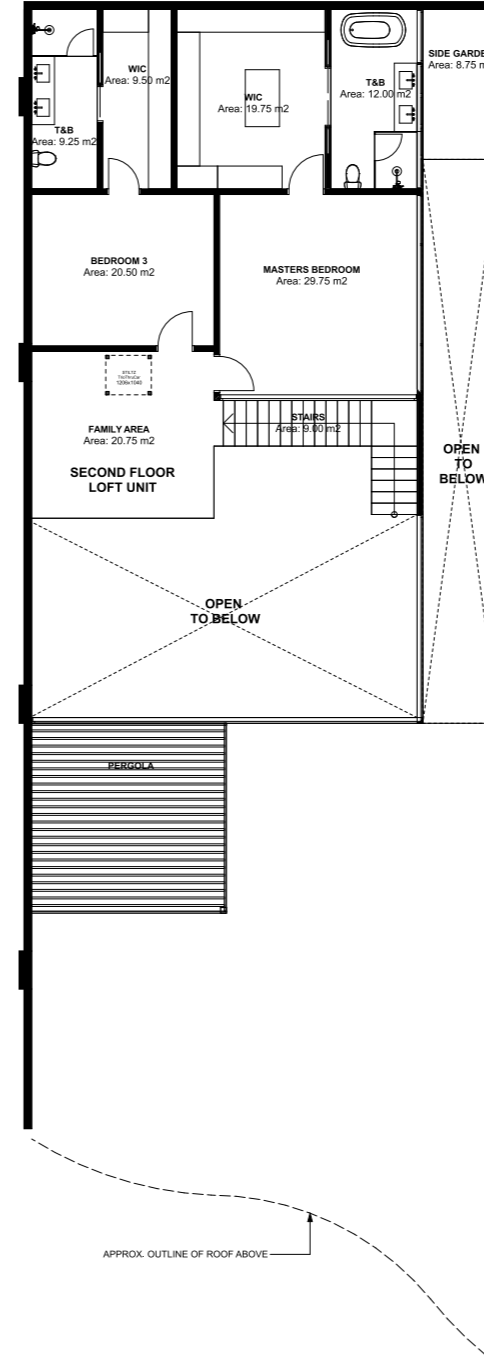 WIC
Area: 9.50 m2
WIC
Area: 19.75 m2
T&B
Area: 12.00 m2
SIDE GARDE
Area: 8.75 m
T&B
Area: 9.25 m2
BEDROOM 3
Area: 20.50 m2
MASTERS BEDROOM
Area: 29.75 m2
STAIRS
Area: 9.00 m2
FAMILY AREA
Area: 20.75 m2
SECOND FLOOR
LOFT UNIT
OPEN
TO
BELOW
OPEN
TO BELOW
PERGOLA
APPROX. OUTLINE OF ROOF ABOVE